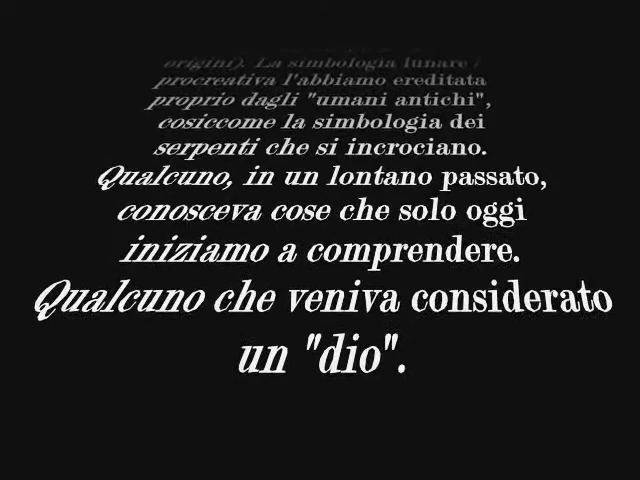 origini). La simbologia lunare /
procreativa l'abbiamo ereditata
proprio dagli "umani antichi",
cosiccome la simbologia dei
serpenti che si incrociano.
Qualcuno, in un lontano passato,
conosceva cose che solo oggi
iniziamo a comprendere.
Qualcuno che veniva considerato
un "dio".